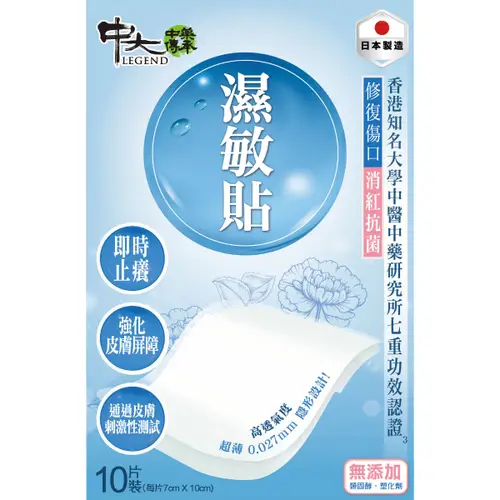 中大
中藥
傳奉
LEGEND
日本製造
濕敏貼
香港知名大學中醫中藥研究所七重功效認證3
修復傷口
消紅抗菌
即時
止癢
強化
皮膚屏障
通過皮膚
刺激性測試
高透氣度
超薄 0.027mm 隱形設計!
10片裝(每片7cm X 10cm)
無添加
類固醇、塑化劑